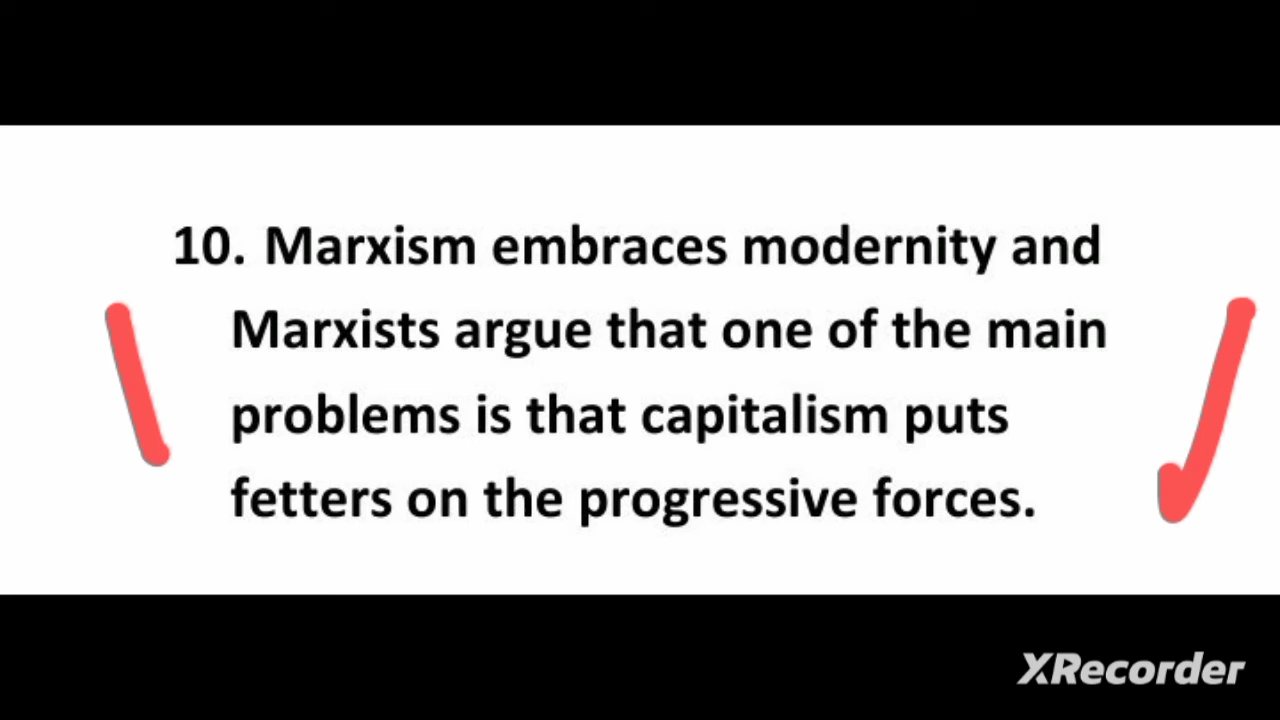 10. Marxism embraces modernity and
Marxists argue that one of the main
problems is that capitalism puts
fetters on the progressive forces.
XRecorder